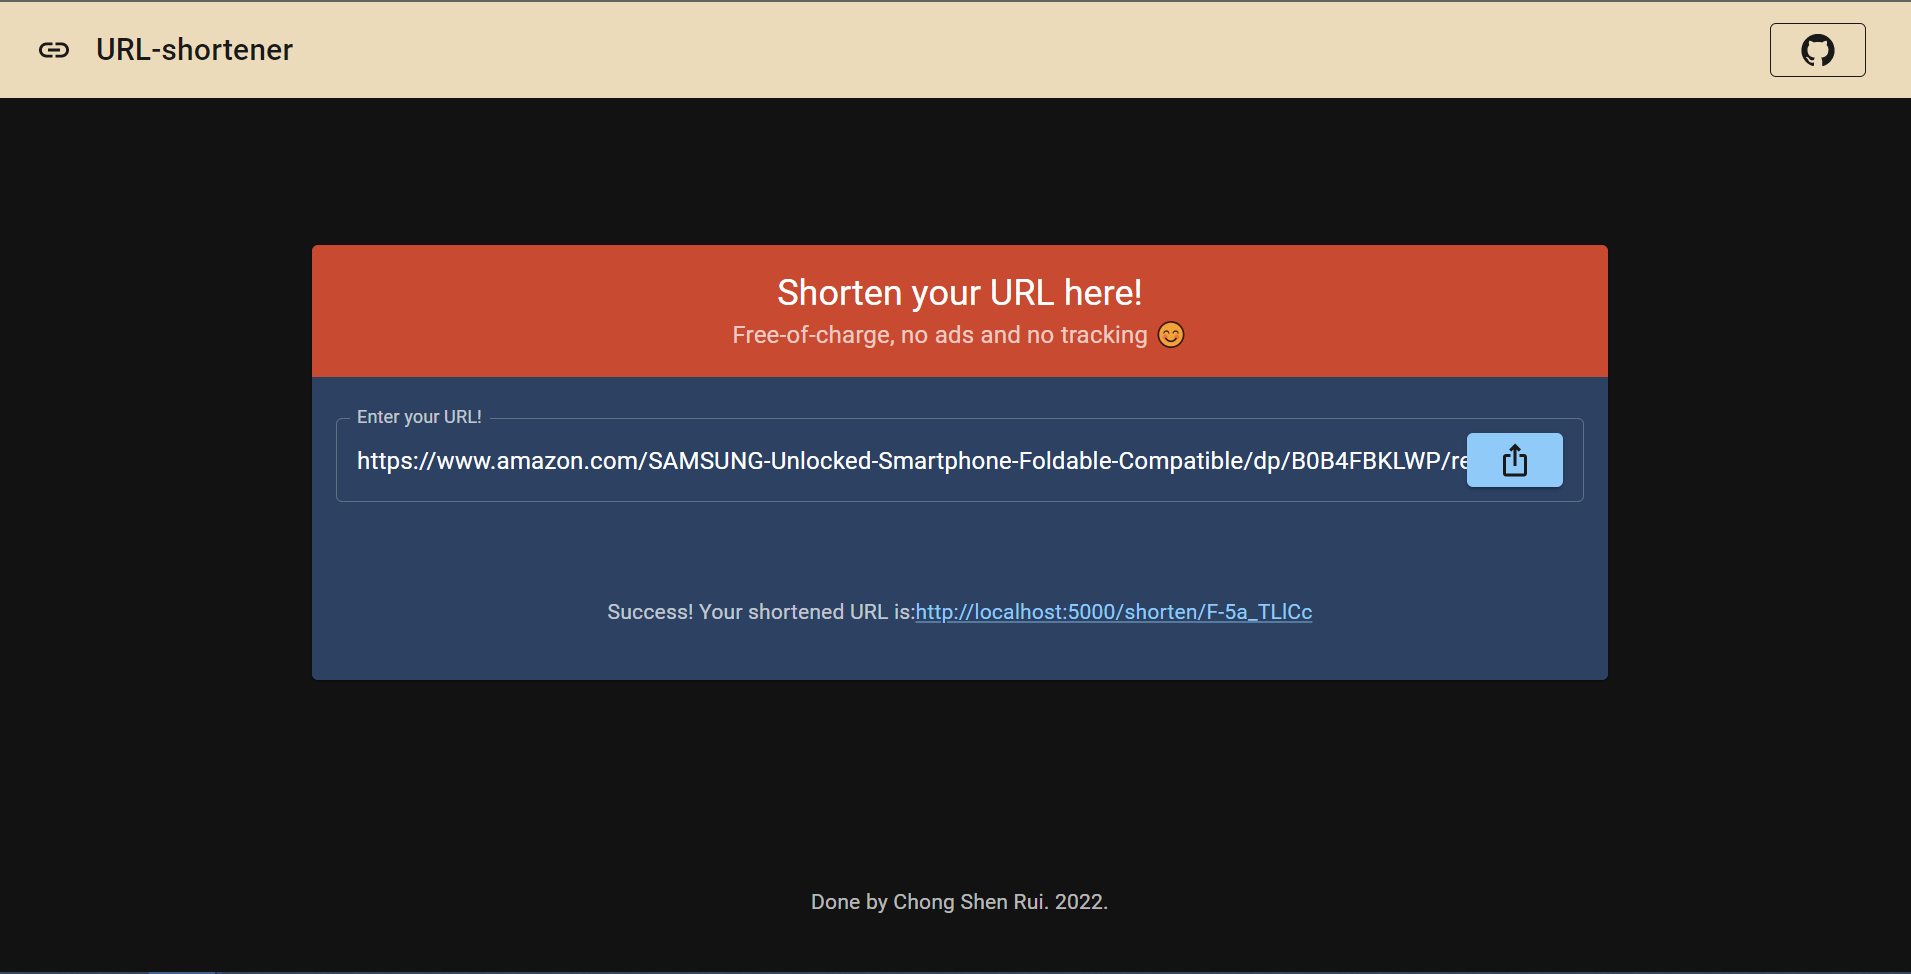 URL-shortener
Shorten your URL here!
Free-of-charge, no ads and no tracking 😊
Enter your URL!
https://www.amazon.com/SAMSUNG-Unlocked-Smartphone-Foldable-Compatible/dp/B0B4FBKLWP/re
Success! Your shortened URL is:http://localhost:5000/shorten/F-5a_TLlCc
Done by Chong Shen Rui. 2022.